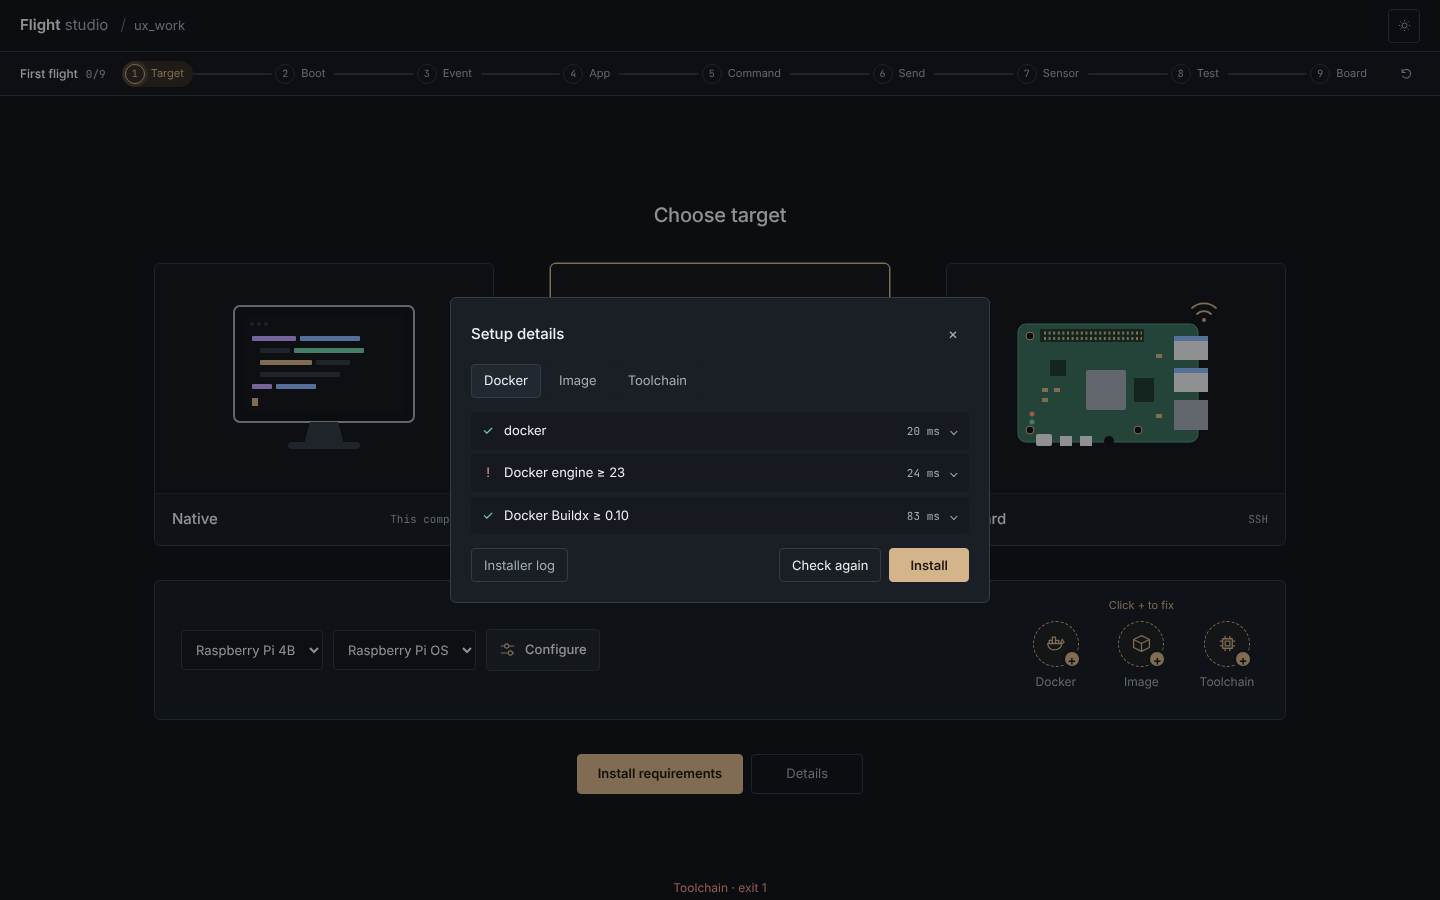 Flight studio / ux_work
First flight 0/9 1 Target 2 Boot 3 Event 4 App 5 Command 6 Send 7 Sensor 8 Test 9 Board
Choose target
Setup details ×
Docker Image Toolchain
docker 20 ms
! Docker engine ≥ 23 24 ms
Docker Buildx ≥ 0.10 83 ms
Installer log Check again Install
Native This comp
rd SSH
Click + to fix
Raspberry Pi 4B Raspberry Pi OS Configure
Docker Image Toolchain
Install requirements Details
Toolchain · exit 1